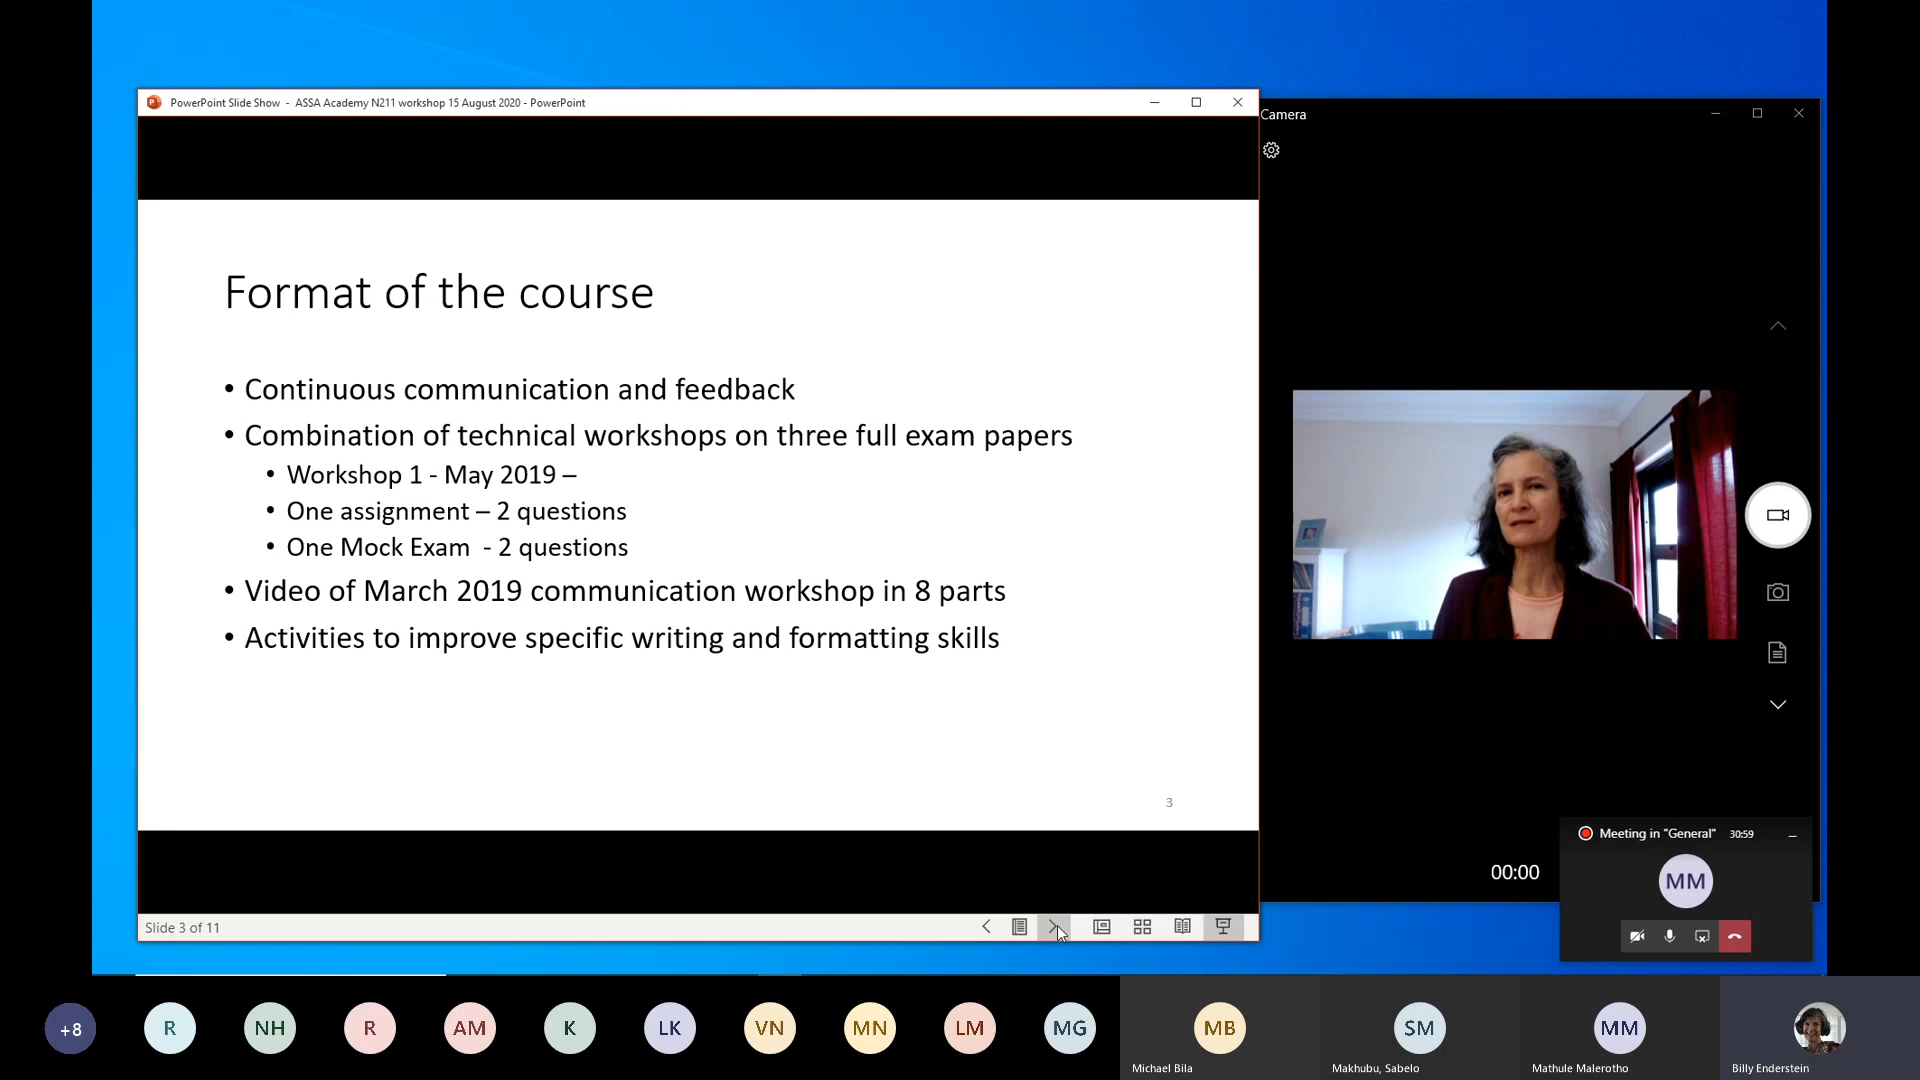 PowerPoint Slide Show - ASSA Academy N211 workshop 15 August 2020 - PowerPoint
Camera
Format of the course
• Continuous communication and feedback
• Combination of technical workshops on three full exam papers
• Workshop 1 - May 2019 –
• One assignment – 2 questions
• One Mock Exam - 2 questions
• Video of March 2019 communication workshop in 8 parts
• Activities to improve specific writing and formatting skills
3
Slide 3 of 11
00:00
Meeting in "General" 30:59
MM
+8 R NH R AM K LK VN MN LM MG MB SM MM
Michael Bila Makhubu, Sabelo Mathule Malerotho Billy Enderstein